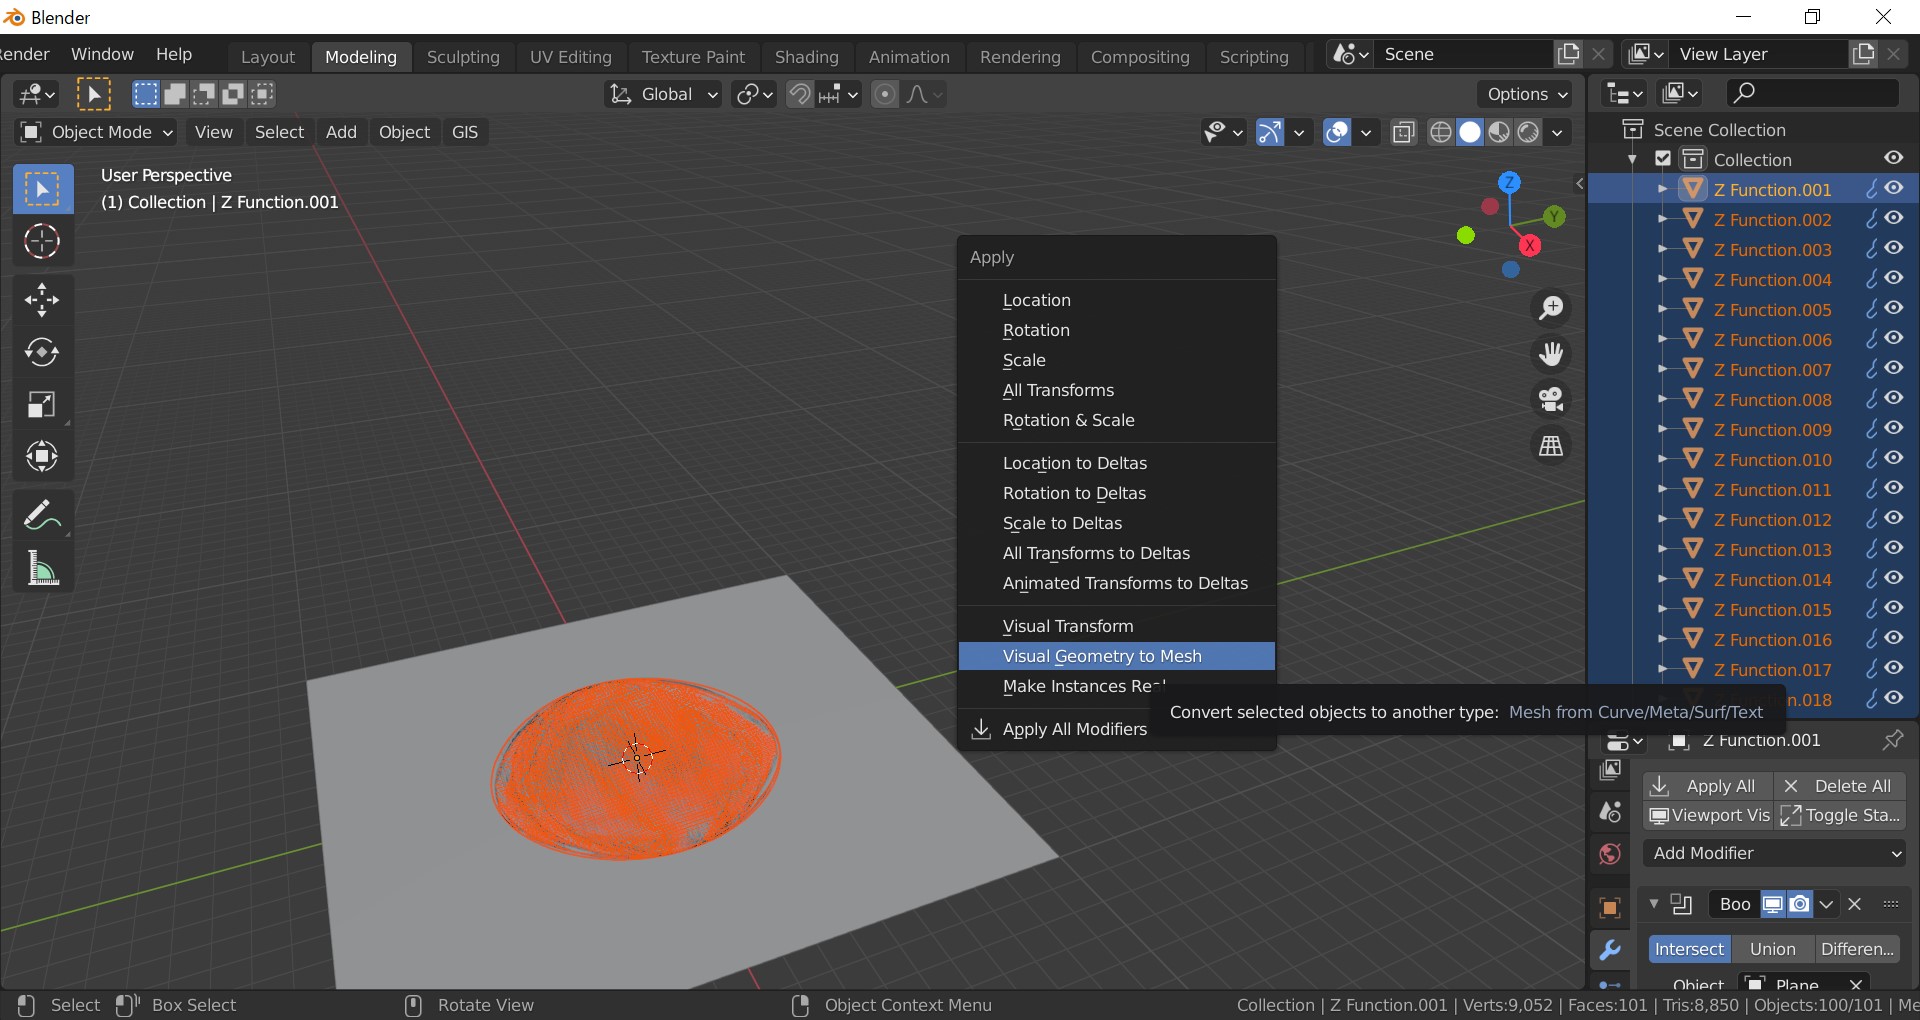 Blender
ender Window Help Layout Modeling Sculpting UV Editing Texture Paint Shading Animation Rendering Compositing Scripting Scene View Layer
Global Options
Object Mode View Select Add Object GIS
User Perspective
(1) Collection | Z Function.001
Z
Y
X
Apply
Location
Rotation
Scale
All Transforms
Rotation & Scale
Location to Deltas
Rotation to Deltas
Scale to Deltas
All Transforms to Deltas
Animated Transforms to Deltas
Visual Transform
Visual Geometry to Mesh
Make Instances Real
Apply All Modifiers
Convert selected objects to another type: Mesh from Curve/Meta/Surf/Text
Scene Collection
Collection
Z Function.001
Z Function.002
Z Function.003
Z Function.004
Z Function.005
Z Function.006
Z Function.007
Z Function.008
Z Function.009
Z Function.010
Z Function.011
Z Function.012
Z Function.013
Z Function.014
Z Function.015
Z Function.016
Z Function.017
n.018
Z Function.001
Apply All Delete All
Viewport Vis Toggle Sta...
Add Modifier
Boo
Intersect Union Differen...
Object Plane
Select Box Select Rotate View Object Context Menu Collection | Z Function.001 | Verts:9,052 | Faces:101 | Tris:8,850 | Objects:100/101 | Me